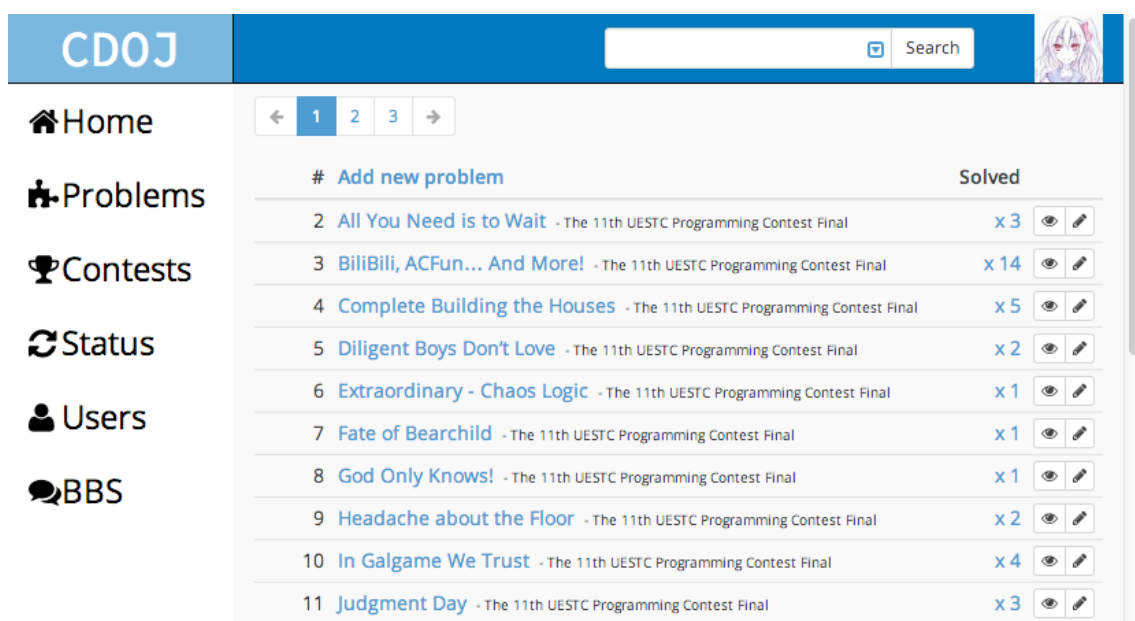 CDOJ
Search
Home
Problems
Contests
Status
Users
BBS
1 2 3
# Add new problem Solved
2 All You Need is to Wait - The 11th UESTC Programming Contest Final x 3
3 BiliBili, ACFun... And More! - The 11th UESTC Programming Contest Final x 14
4 Complete Building the Houses - The 11th UESTC Programming Contest Final x 5
5 Diligent Boys Don't Love - The 11th UESTC Programming Contest Final x 2
6 Extraordinary - Chaos Logic - The 11th UESTC Programming Contest Final x 1
7 Fate of Bearchild - The 11th UESTC Programming Contest Final x 1
8 God Only Knows! - The 11th UESTC Programming Contest Final x 1
9 Headache about the Floor - The 11th UESTC Programming Contest Final x 2
10 In Galgame We Trust - The 11th UESTC Programming Contest Final x 4
11 Judgment Day - The 11th UESTC Programming Contest Final x 3